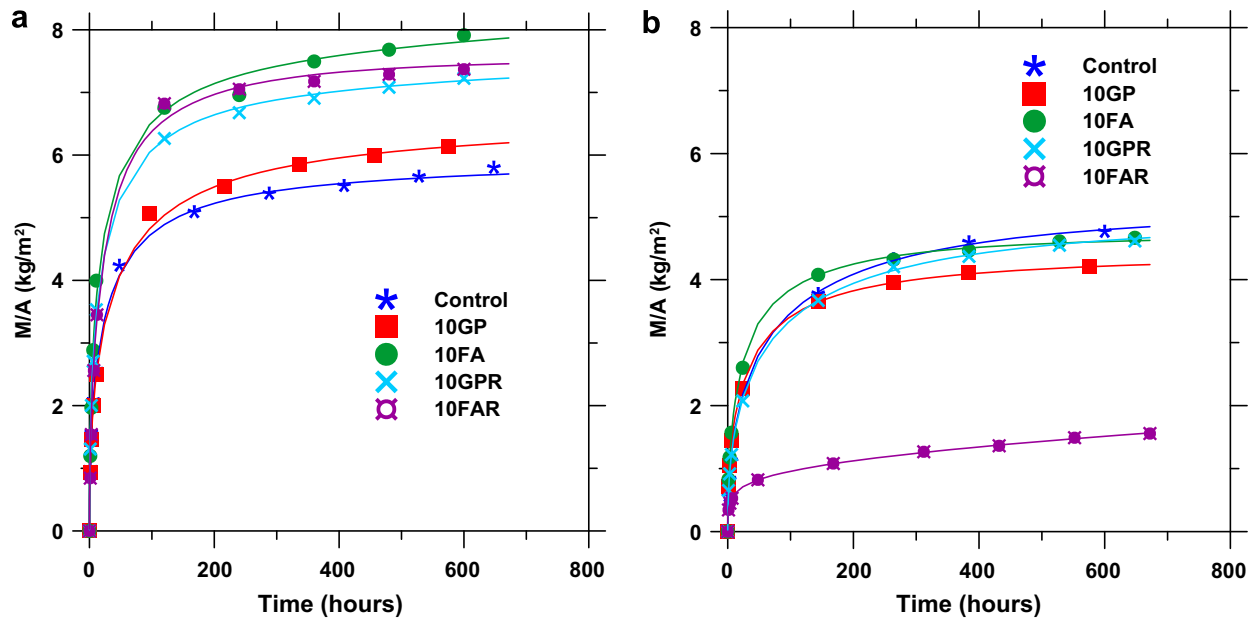 a
8
6
4
2
0
M/A (kg/m²)
Control
10GP
10FA
10GPR
10FAR
0 200 400 600 800
Time (hours)
b
8
6
4
2
0
M/A (kg/m²)
Control
10GP
10FA
10GPR
10FAR
0 200 400 600 800
Time (hours)